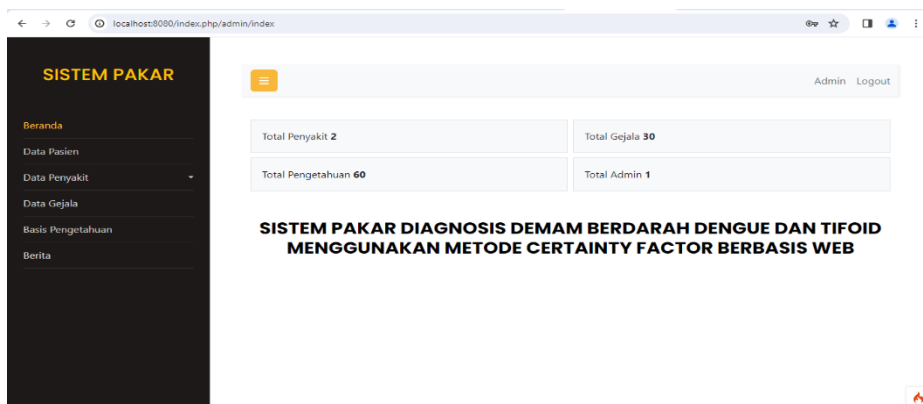 localhost:8080/index.php/admin/index
SISTEM PAKAR
Admin Logout
Beranda
Data Pasien
Data Penyakit
Data Gejala
Basis Pengetahuan
Berita
Total Penyakit 2
Total Gejala 30
Total Pengetahuan 60
Total Admin 1
SISTEM PAKAR DIAGNOSIS DEMAM BERDARAH DENGUE DAN TIFOID
MENGGUNAKAN METODE CERTAINTY FACTOR BERBASIS WEB